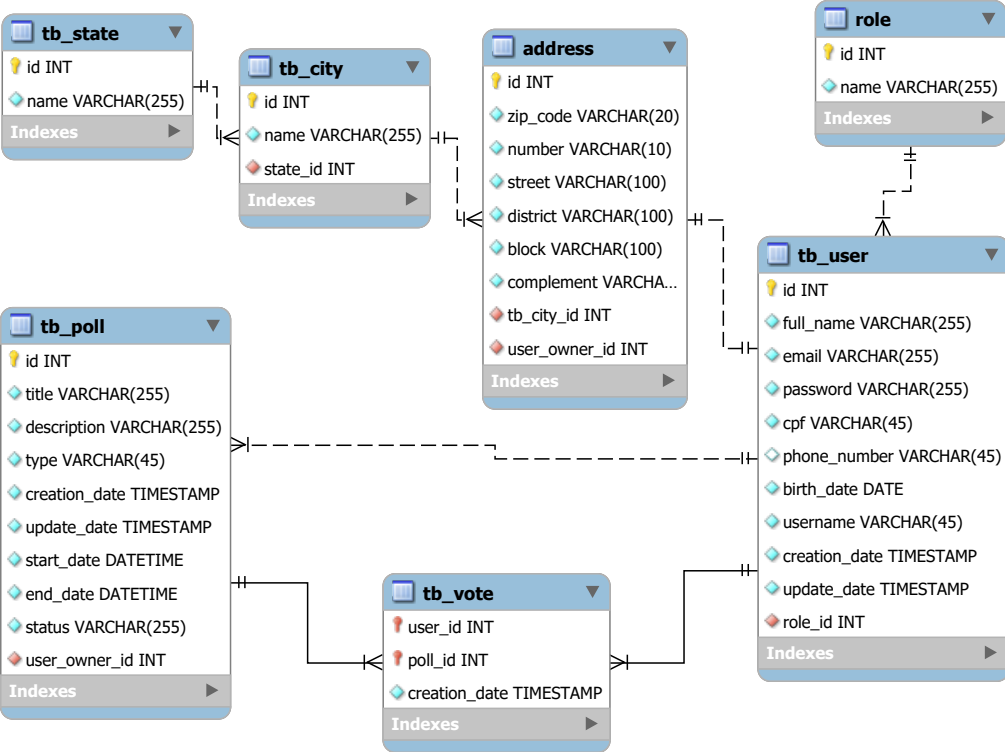 tb_state
id INT
name VARCHAR(255)
Indexes
tb_city
id INT
name VARCHAR(255)
state_id INT
Indexes
address
id INT
zip_code VARCHAR(20)
number VARCHAR(10)
street VARCHAR(100)
district VARCHAR(100)
block VARCHAR(100)
complement VARCHA...
tb_city_id INT
user_owner_id INT
Indexes
role
id INT
name VARCHAR(255)
Indexes
tb_user
id INT
full_name VARCHAR(255)
email VARCHAR(255)
password VARCHAR(255)
cpf VARCHAR(45)
phone_number VARCHAR(45)
birth_date DATE
username VARCHAR(45)
creation_date TIMESTAMP
update_date TIMESTAMP
role_id INT
Indexes
tb_poll
id INT
title VARCHAR(255)
description VARCHAR(255)
type VARCHAR(45)
creation_date TIMESTAMP
update_date TIMESTAMP
start_date DATETIME
end_date DATETIME
status VARCHAR(255)
user_owner_id INT
Indexes
tb_vote
user_id INT
poll_id INT
creation_date TIMESTAMP
Indexes